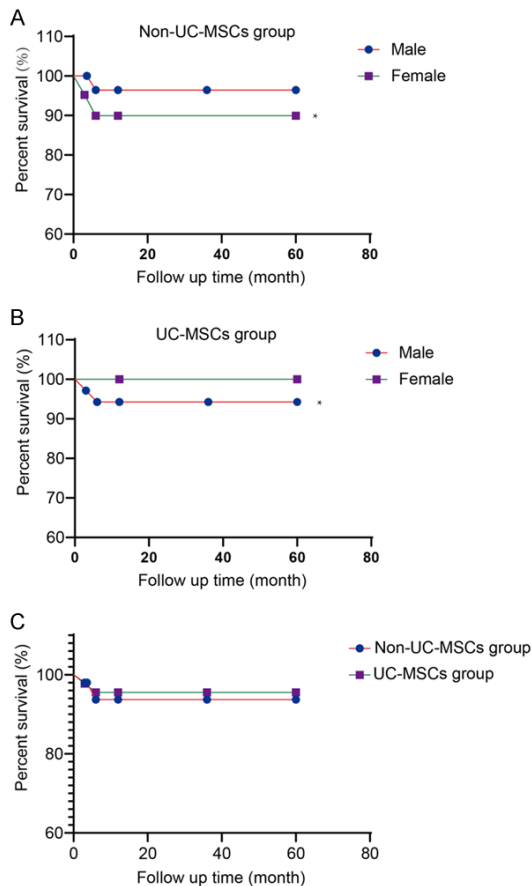 A
Non-UC-MSCs group
Male
Female
Percent survival (%)
110
100
90
80
70
60
0
20
40
60
80
*
Follow up time (month)
B
UC-MSCs group
Male
Female
Percent survival (%)
110
100
90
80
70
60
0
20
40
60
80
*
Follow up time (month)
C
Non-UC-MSCs group
UC-MSCs group
Percent survival (%)
100
80
60
0
20
40
60
80
Follow up time (month)